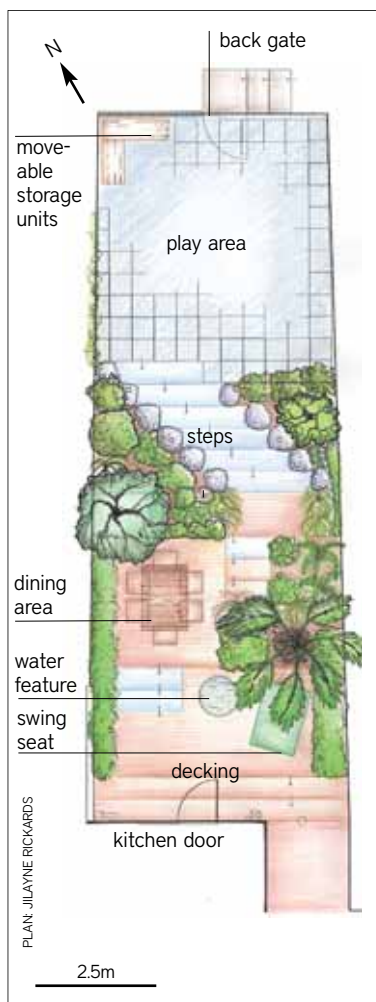 back gate
N
move-
able
storage
units
play area
steps
dining
area
water
feature
swing
seat
decking
kitchen door
PLAN: JILAYNE RICKARDS
2.5m